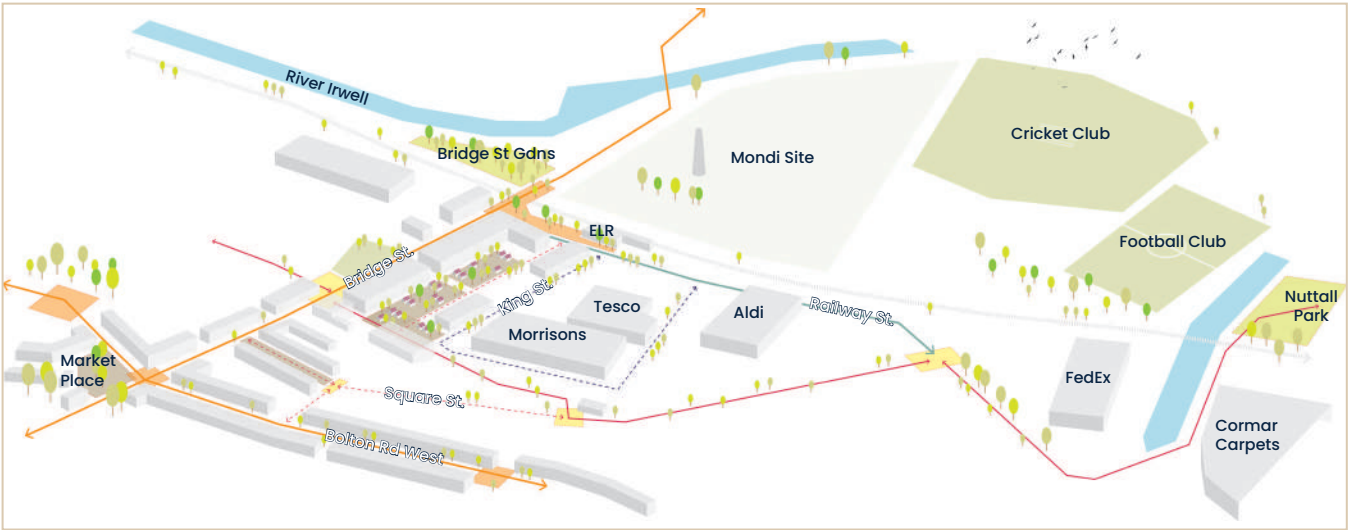 River Irwell
Bridge St Gdns
Mondi Site
Cricket Club
Football Club
ELR
Bridge St.
King St.
Tesco
Morrisons
Aldi
Railway St.
Nuttall
Park
Market
Place
FedEx
Square St.
Cormar
Carpets
Bolton Rd West